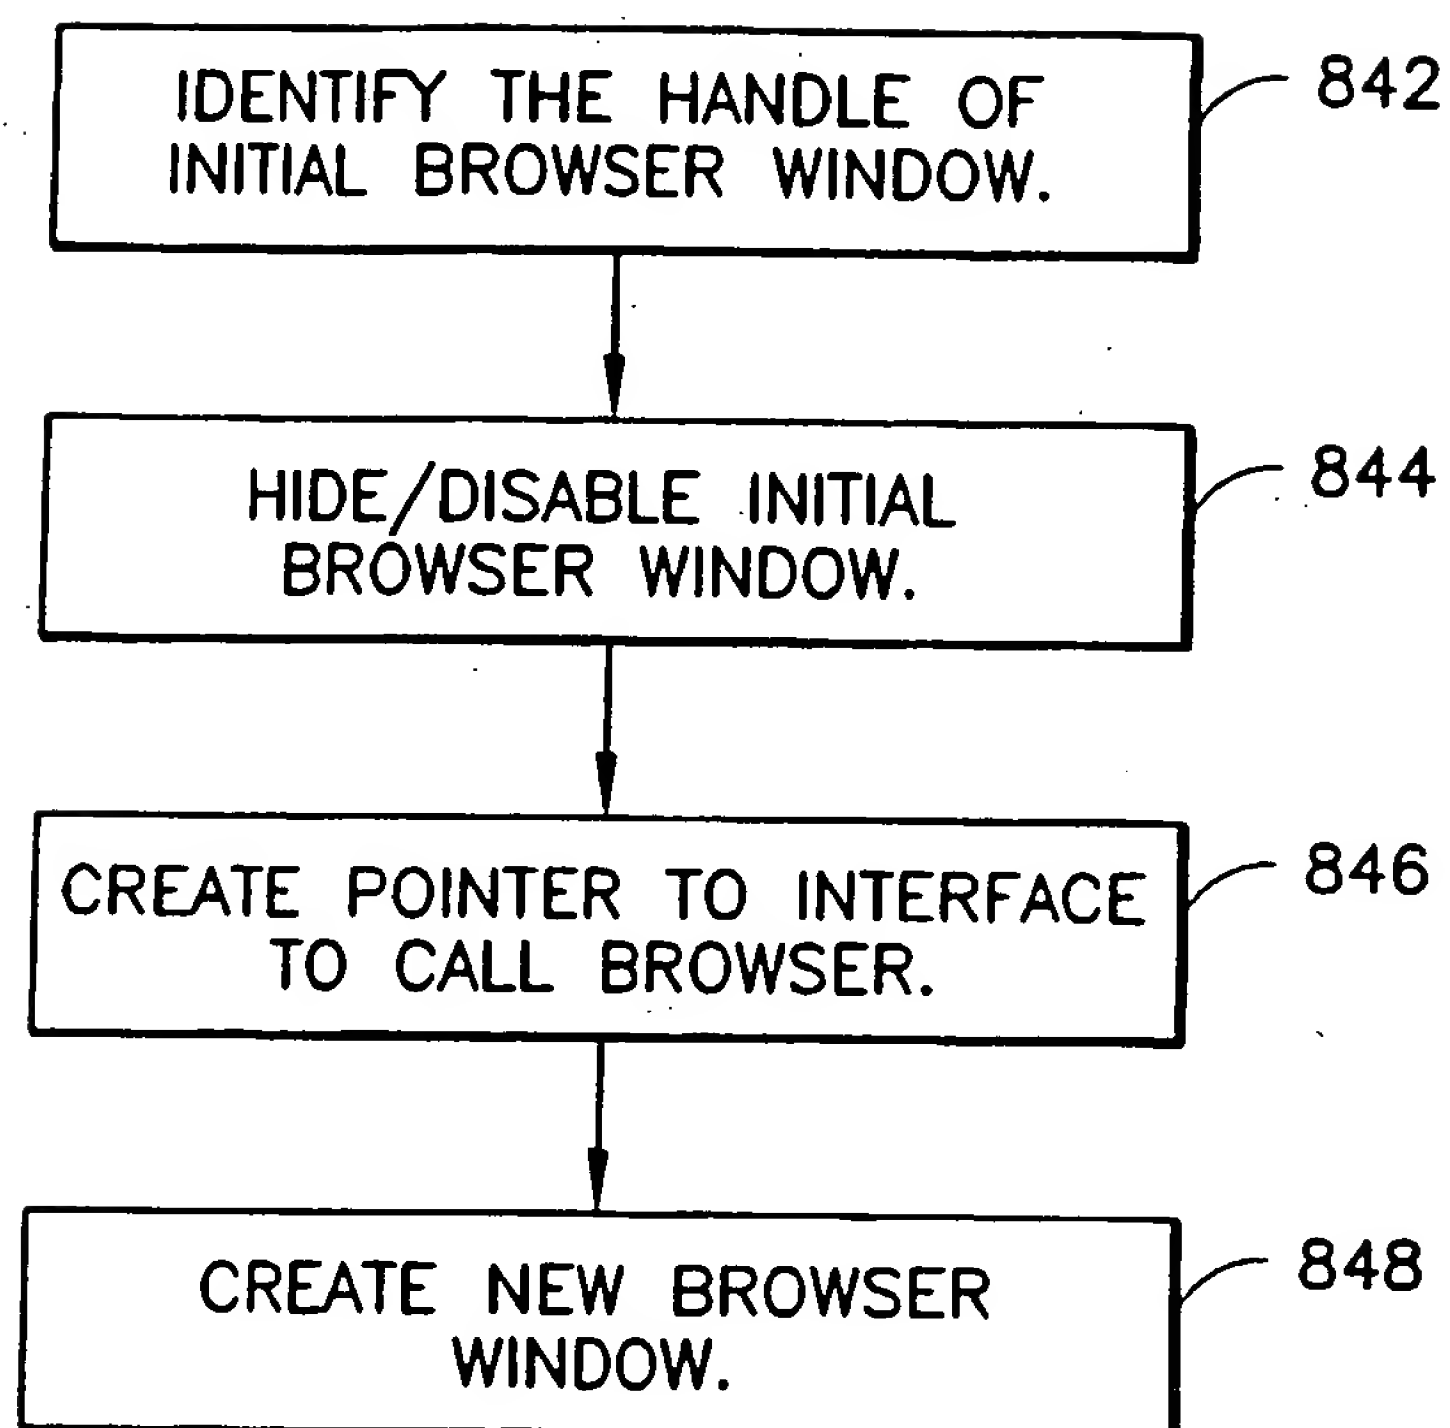 IDENTIFY THE HANDLE OF
INITIAL BROWSER WINDOW.
842
HIDE/DISABLE INITIAL
BROWSER WINDOW.
844
CREATE POINTER TO INTERFACE
TO CALL BROWSER.
846
CREATE NEW BROWSER
WINDOW.
848